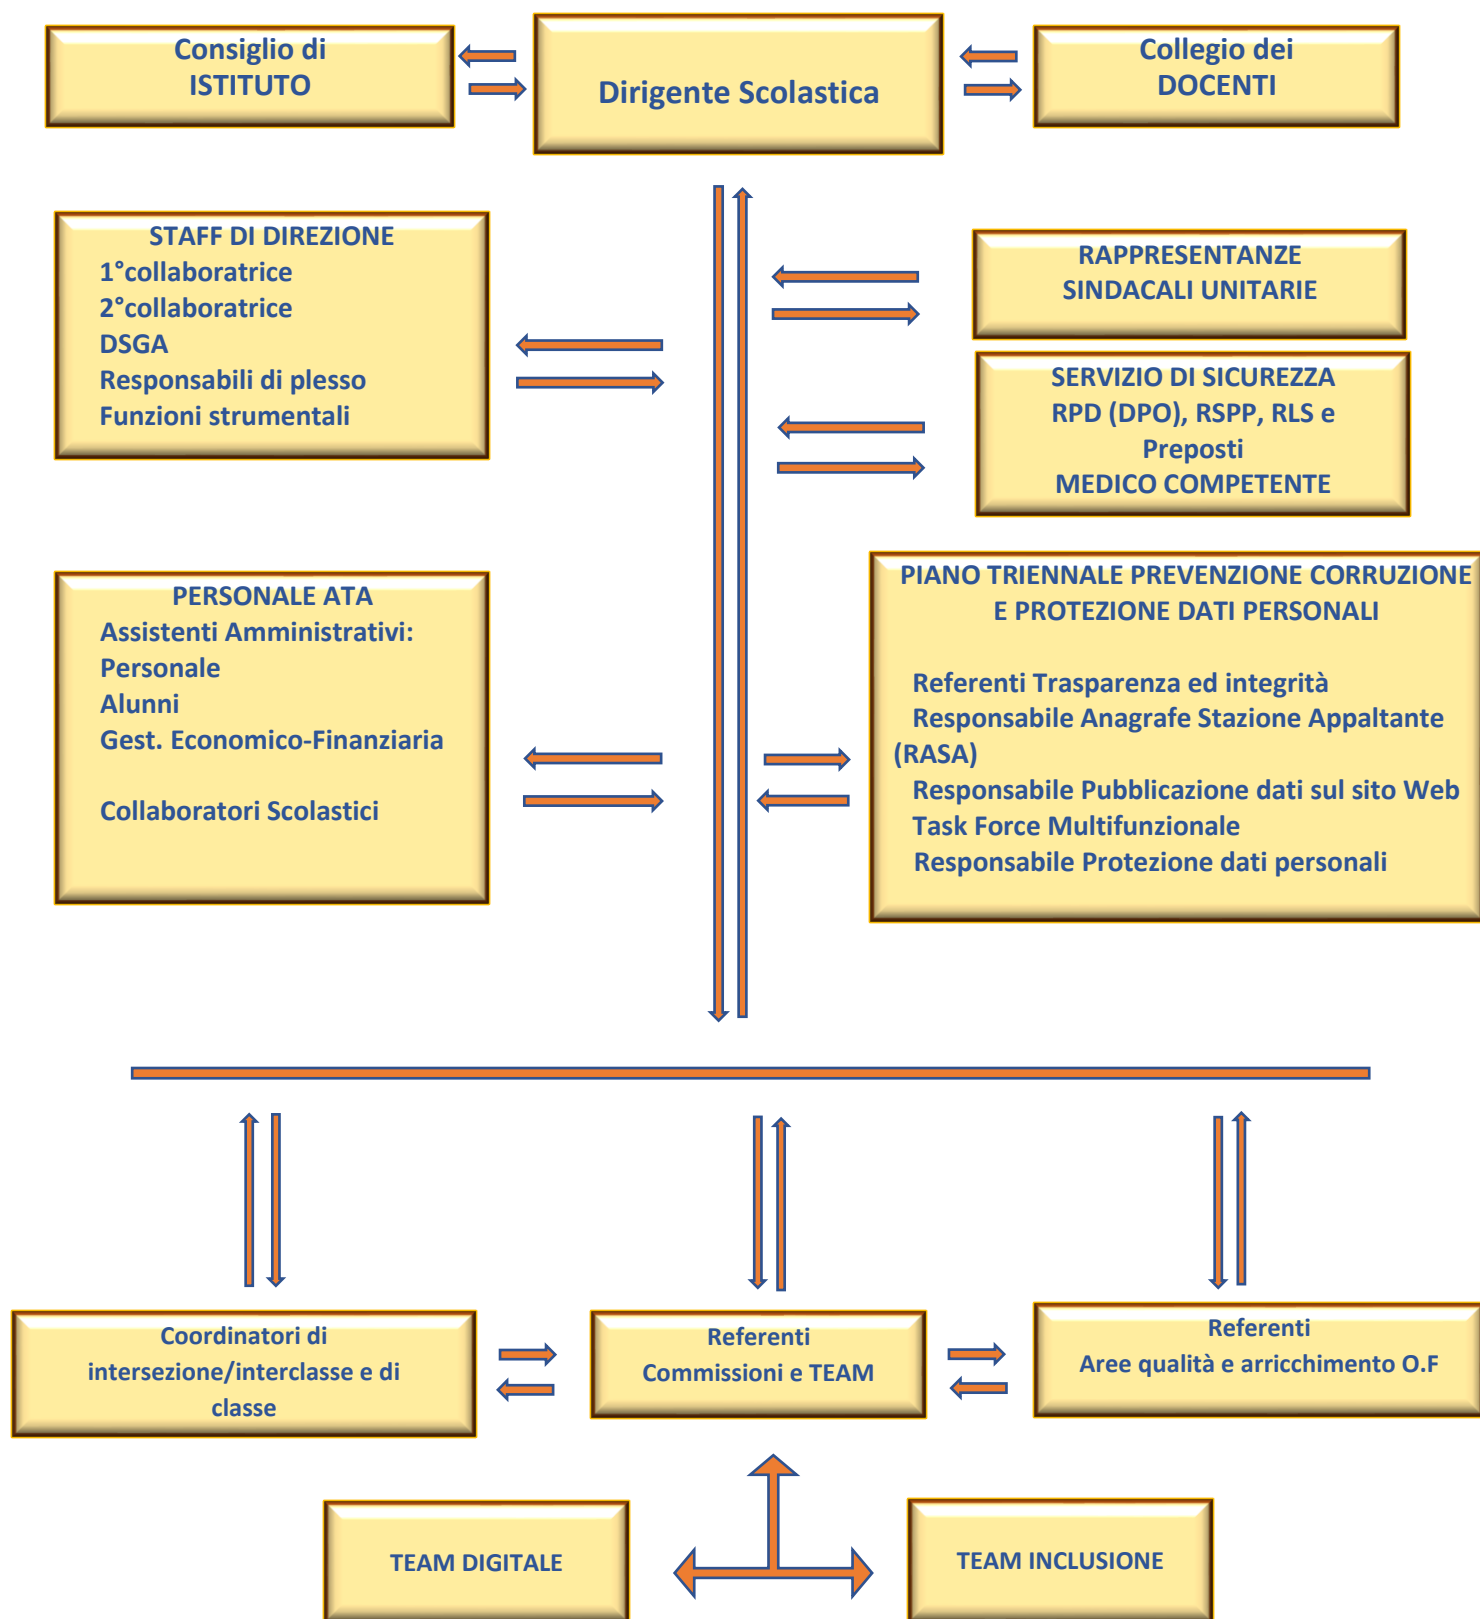 Consiglio di
ISTITUTO
Dirigente Scolastica
Collegio dei
DOCENTI
STAFF DI DIREZIONE
1°collaboratrice
2°collaboratrice
DSGA
Responsabili di plesso
Funzioni strumentali
RAPPRESENTANZE
SINDACALI UNITARIE
SERVIZIO DI SICUREZZA
RPD (DPO), RSPP, RLS e
Preposti
MEDICO COMPETENTE
PERSONALE ATA
Assistenti Amministrativi:
Personale
Alunni
Gest. Economico-Finanziaria
Collaboratori Scolastici
PIANO TRIENNALE PREVENZIONE CORRUZIONE
E PROTEZIONE DATI PERSONALI
Referenti Trasparenza ed integrità
Responsabile Anagrafe Stazione Appaltante
(RASA)
Responsabile Pubblicazione dati sul sito Web
Task Force Multifunzionale
Responsabile Protezione dati personali
Coordinatori di
intersezione/interclasse e di
classe
Referenti
Commissioni e TEAM
Referenti
Aree qualità e arricchimento O.F
TEAM DIGITALE
TEAM INCLUSIONE